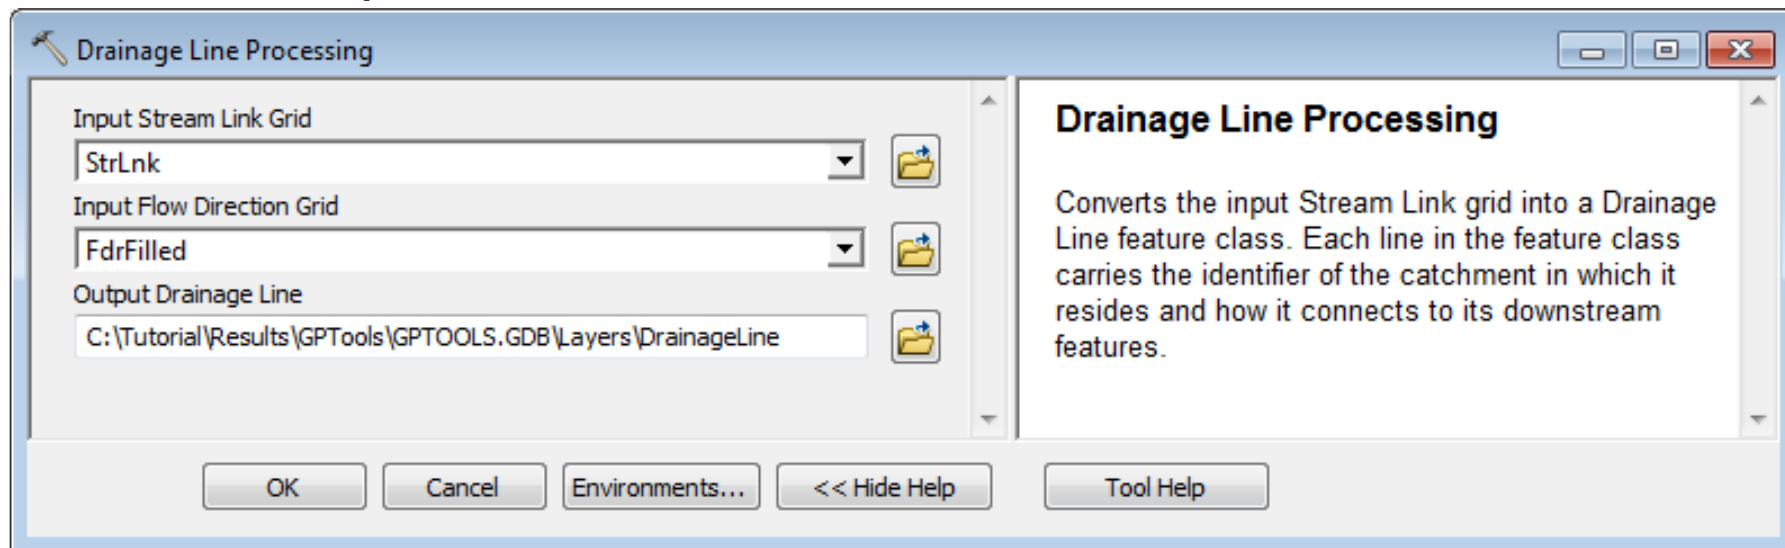 Drainage Line Processing
Input Stream Link Grid
StrLnk
Input Flow Direction Grid
FdrFilled
Output Drainage Line
C:\Tutorial\Results\GPTools\GPTOOLS.GDB\Layers\DrainageLine
Drainage Line Processing
Converts the input Stream Link grid into a Drainage
Line feature class. Each line in the feature class
carries the identifier of the catchment in which it
resides and how it connects to its downstream
features.
OK
Cancel
Environments...
<< Hide Help
Tool Help